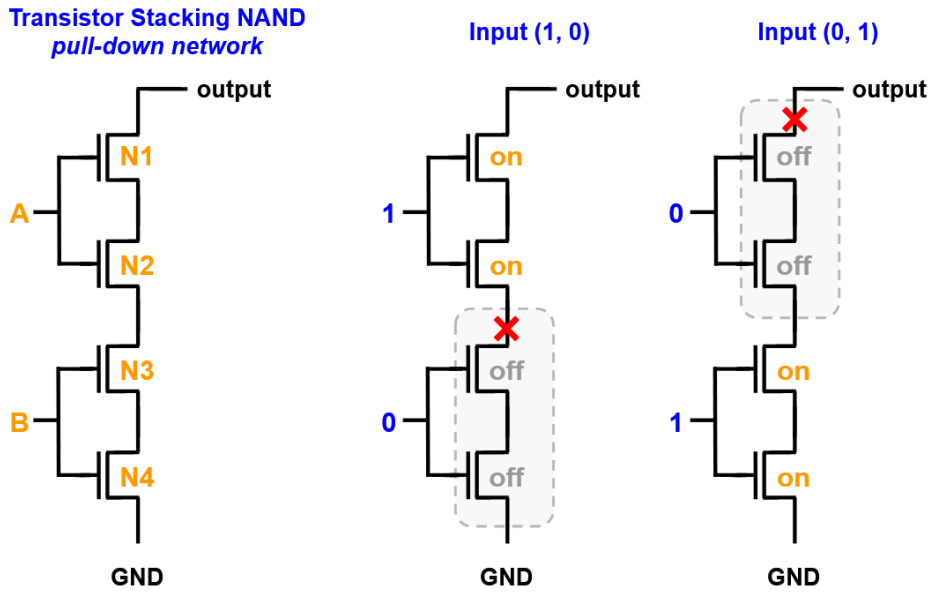 Transistor Stacking NAND
pull-down network
output
N1
A
N2
N3
B
N4
GND
Input (1, 0)
output
on
1
on
off
0
off
GND
Input (0, 1)
output
off
0
off
on
1
on
GND